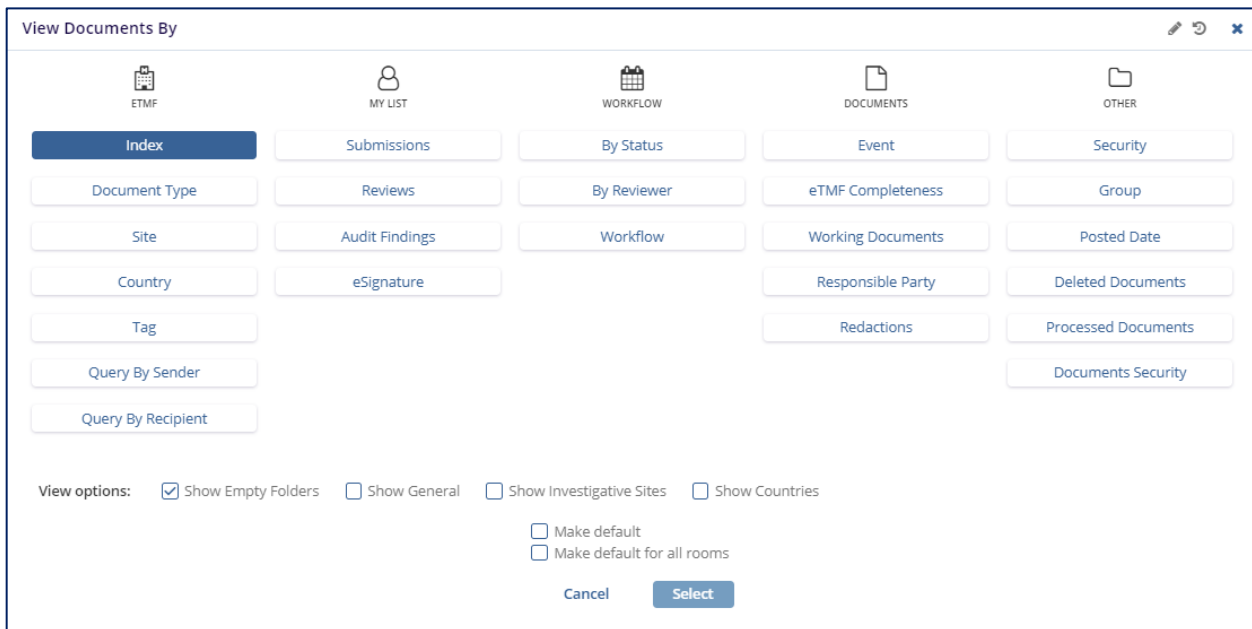 View Documents By
ETMF
MY LIST
WORKFLOW
DOCUMENTS
OTHER
Index
Submissions
By Status
Event
Security
Document Type
Reviews
By Reviewer
eTMF Completeness
Group
Site
Audit Findings
Workflow
Working Documents
Posted Date
Country
eSignature
Responsible Party
Deleted Documents
Tag
Redactions
Processed Documents
Query By Sender
Documents Security
Query By Recipient
View options:
Show Empty Folders
Show General
Show Investigative Sites
Show Countries
Make default
Make default for all rooms
Cancel
Select